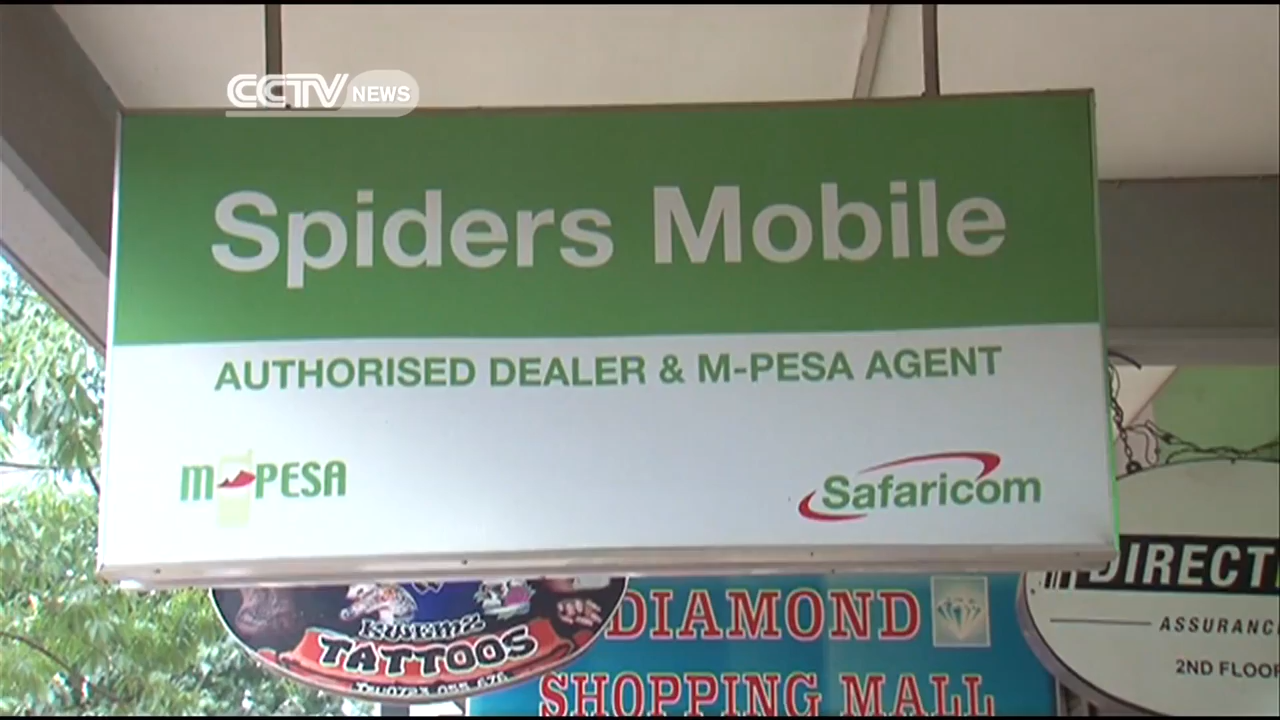 CCTV NEWS
Spiders Mobile
AUTHORISED DEALER & M-PESA AGENT
M-PESA
Safaricom
TATTOOS
DIAMOND
SHOPPING MALL
DIRECT
ASSURANC
2ND FLOOR